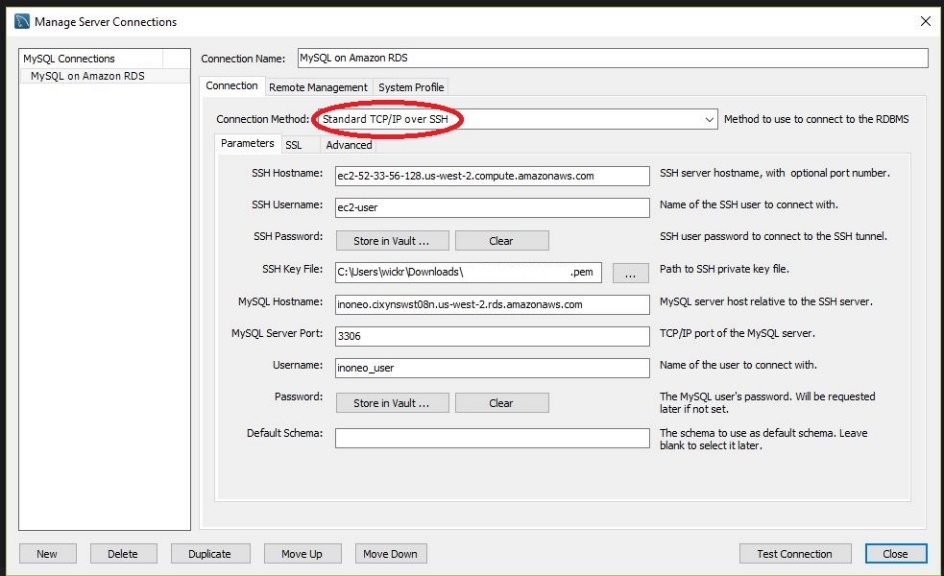 Manage Server Connections
MySQL Connections
MySQL on Amazon RDS
Connection Name: MySQL on Amazon RDS
Connection Remote Management System Profile
Connection Method: Standard TCP/IP over SSH Method to use to connect to the RDBMS
Parameters SSL Advanced
SSH Hostname: ec2-52-33-56-128.us-west-2.compute.amazonaws.com SSH server hostname, with optional port number.
SSH Username: ec2-user Name of the SSH user to connect with.
SSH Password: Store in Vault ... Clear SSH user password to connect to the SSH tunnel.
SSH Key File: C:\Users\wickr\Downloads\ .pem ... Path to SSH private key file.
MySQL Hostname: inoneo.cixynswst08n.us-west-2.rds.amazonaws.com MySQL server host relative to the SSH server.
MySQL Server Port: 3306 TCP/IP port of the MySQL server.
Username: inoneo_user Name of the user to connect with.
Password: Store in Vault ... Clear The MySQL user's password. Will be requested
later if not set.
Default Schema: The schema to use as default schema. Leave
blank to select it later.
New Delete Duplicate Move Up Move Down Test Connection Close